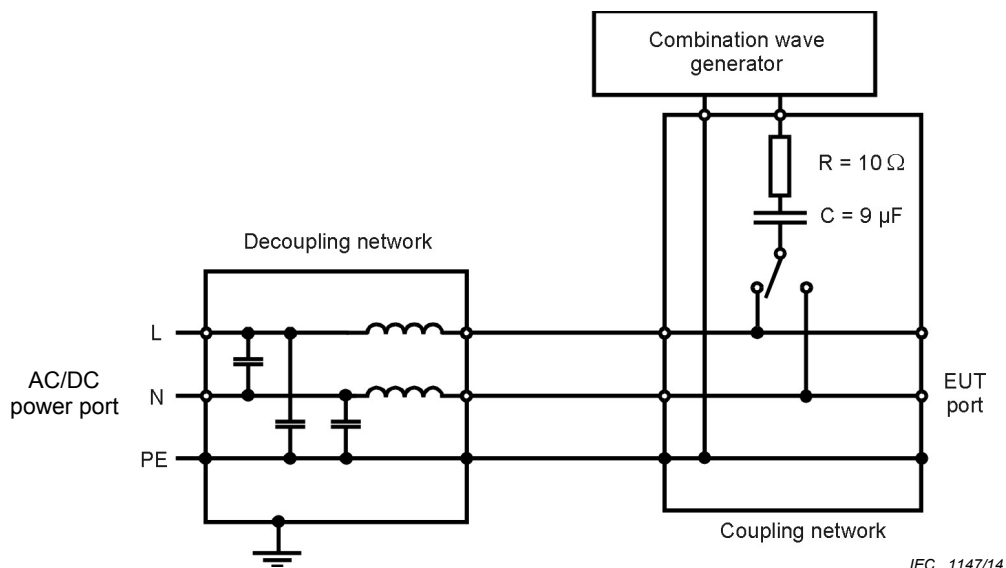 Combination wave
generator
R = 10 Ω
C = 9 µF
Decoupling network
L
AC/DC
power port
N
EUT
port
PE
Coupling network
IEC 1147/14